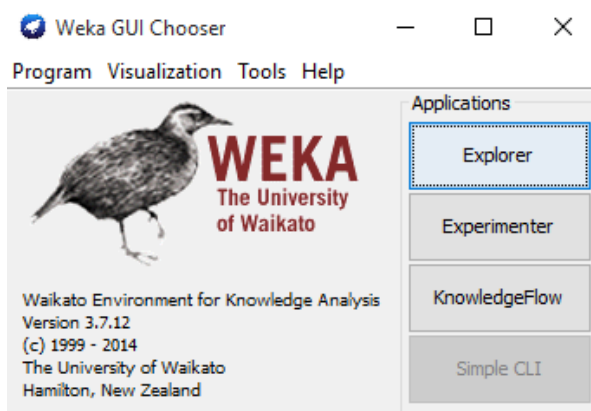 Weka GUI Chooser
Program Visualization Tools Help
Applications
WEKA
The University
of Waikato
Explorer
Experimenter
KnowledgeFlow
Simple CLI
Waikato Environment for Knowledge Analysis
Version 3.7.12
(c) 1999 - 2014
The University of Waikato
Hamilton, New Zealand